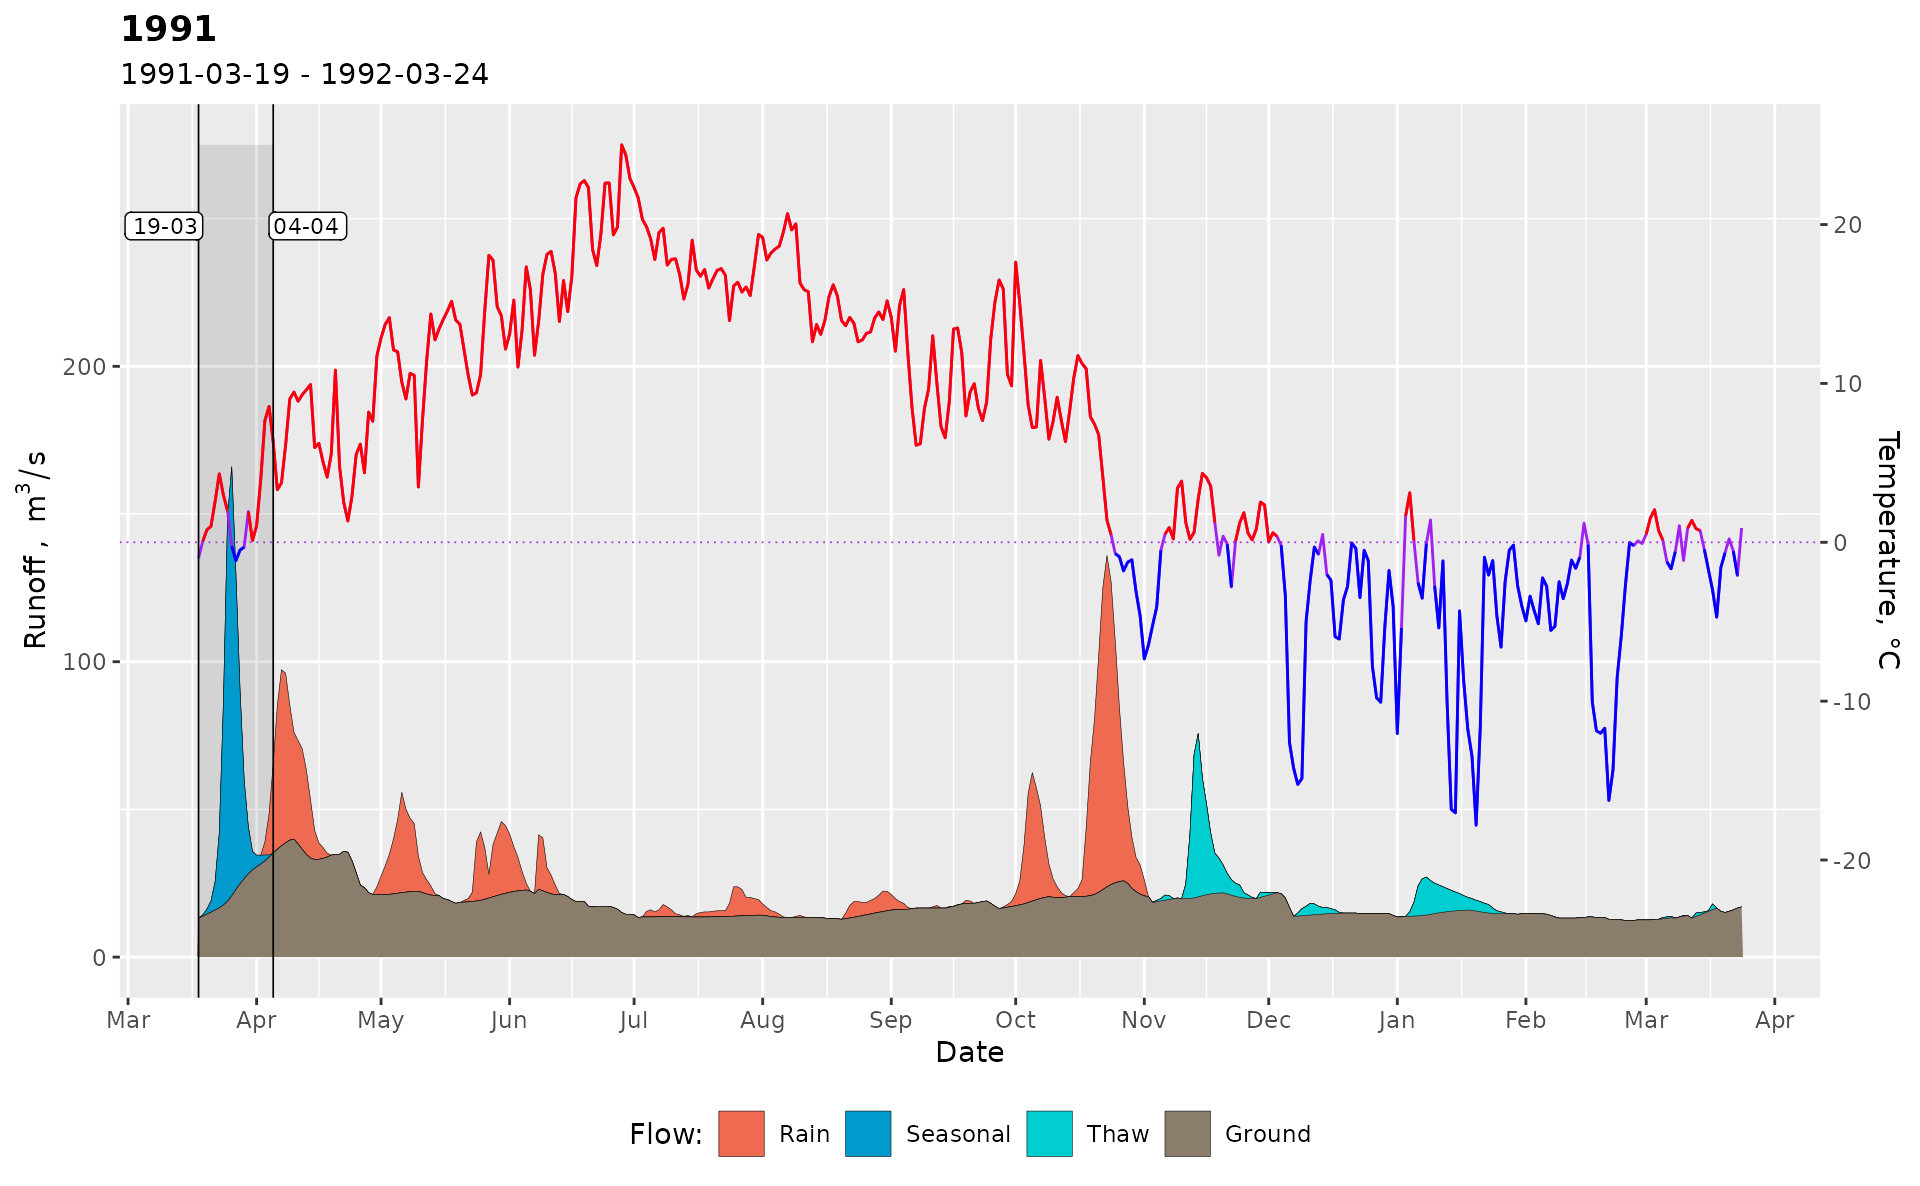 1991
1991-03-19 - 1992-03-24
19-03
04-04
200
100
0
20
10
0
-10
-20
Runoff , m³/s
Temperature, °C
Mar Apr May Jun Jul Aug Sep Oct Nov Dec Jan Feb Mar Apr
Date
Flow: Rain Seasonal Thaw Ground